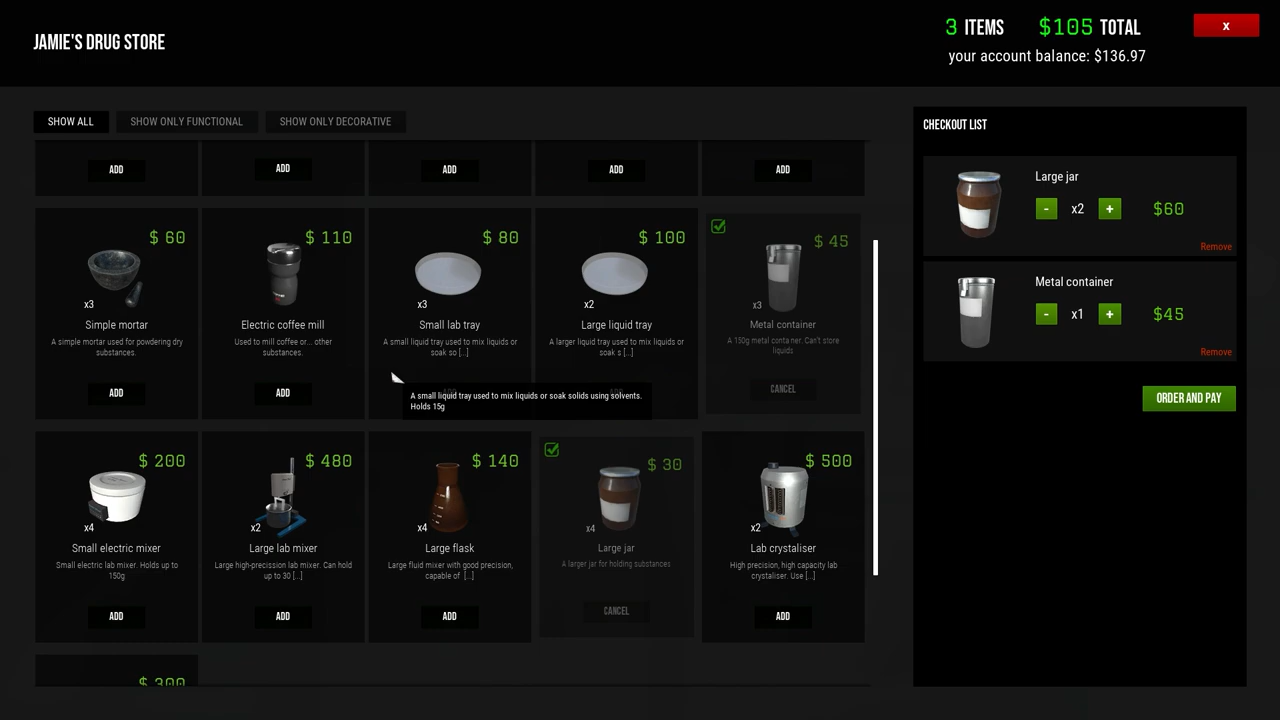 JAMIE'S DRUG STORE
3 ITEMS $105 TOTAL
x
your account balance: $136.97
SHOW ALL
SHOW ONLY FUNCTIONAL
SHOW ONLY DECORATIVE
ADD
ADD
ADD
ADD
ADD
$ 60
x3
Simple mortar
A simple mortar used for powdering dry
substances.
ADD
$ 110
Electric coffee mill
Used to mill coffee or... other
substances.
ADD
$ 80
x3
Small lab tray
A small liquid tray used to mix liquids or
soak so [...]
$ 100
x2
Large liquid tray
A larger liquid tray used to mix liquids or
soak s [...]
$ 45
x3
Metal container
A 150g metal container. Can't store
liquids
CANCEL
A small liquid tray used to mix liquids or soak solids using solvents.
Holds 15g
$ 200
x4
Small electric mixer
Small electric lab mixer. Holds up to
150g
ADD
$ 480
x2
Large lab mixer
Large high-precision lab mixer. Can hold
up to 30 [...]
ADD
$ 140
x4
Large flask
Large fluid mixer with good precision,
capable of [...]
ADD
$ 30
x4
Large jar
A larger jar for holding substances
CANCEL
$ 500
x2
Lab crystaliser
High precision, high capacity lab
crystaliser. Use [...]
ADD
$ 300
CHECKOUT LIST
Large jar
- x2 + $60
Remove
Metal container
- x1 + $45
Remove
ORDER AND PAY